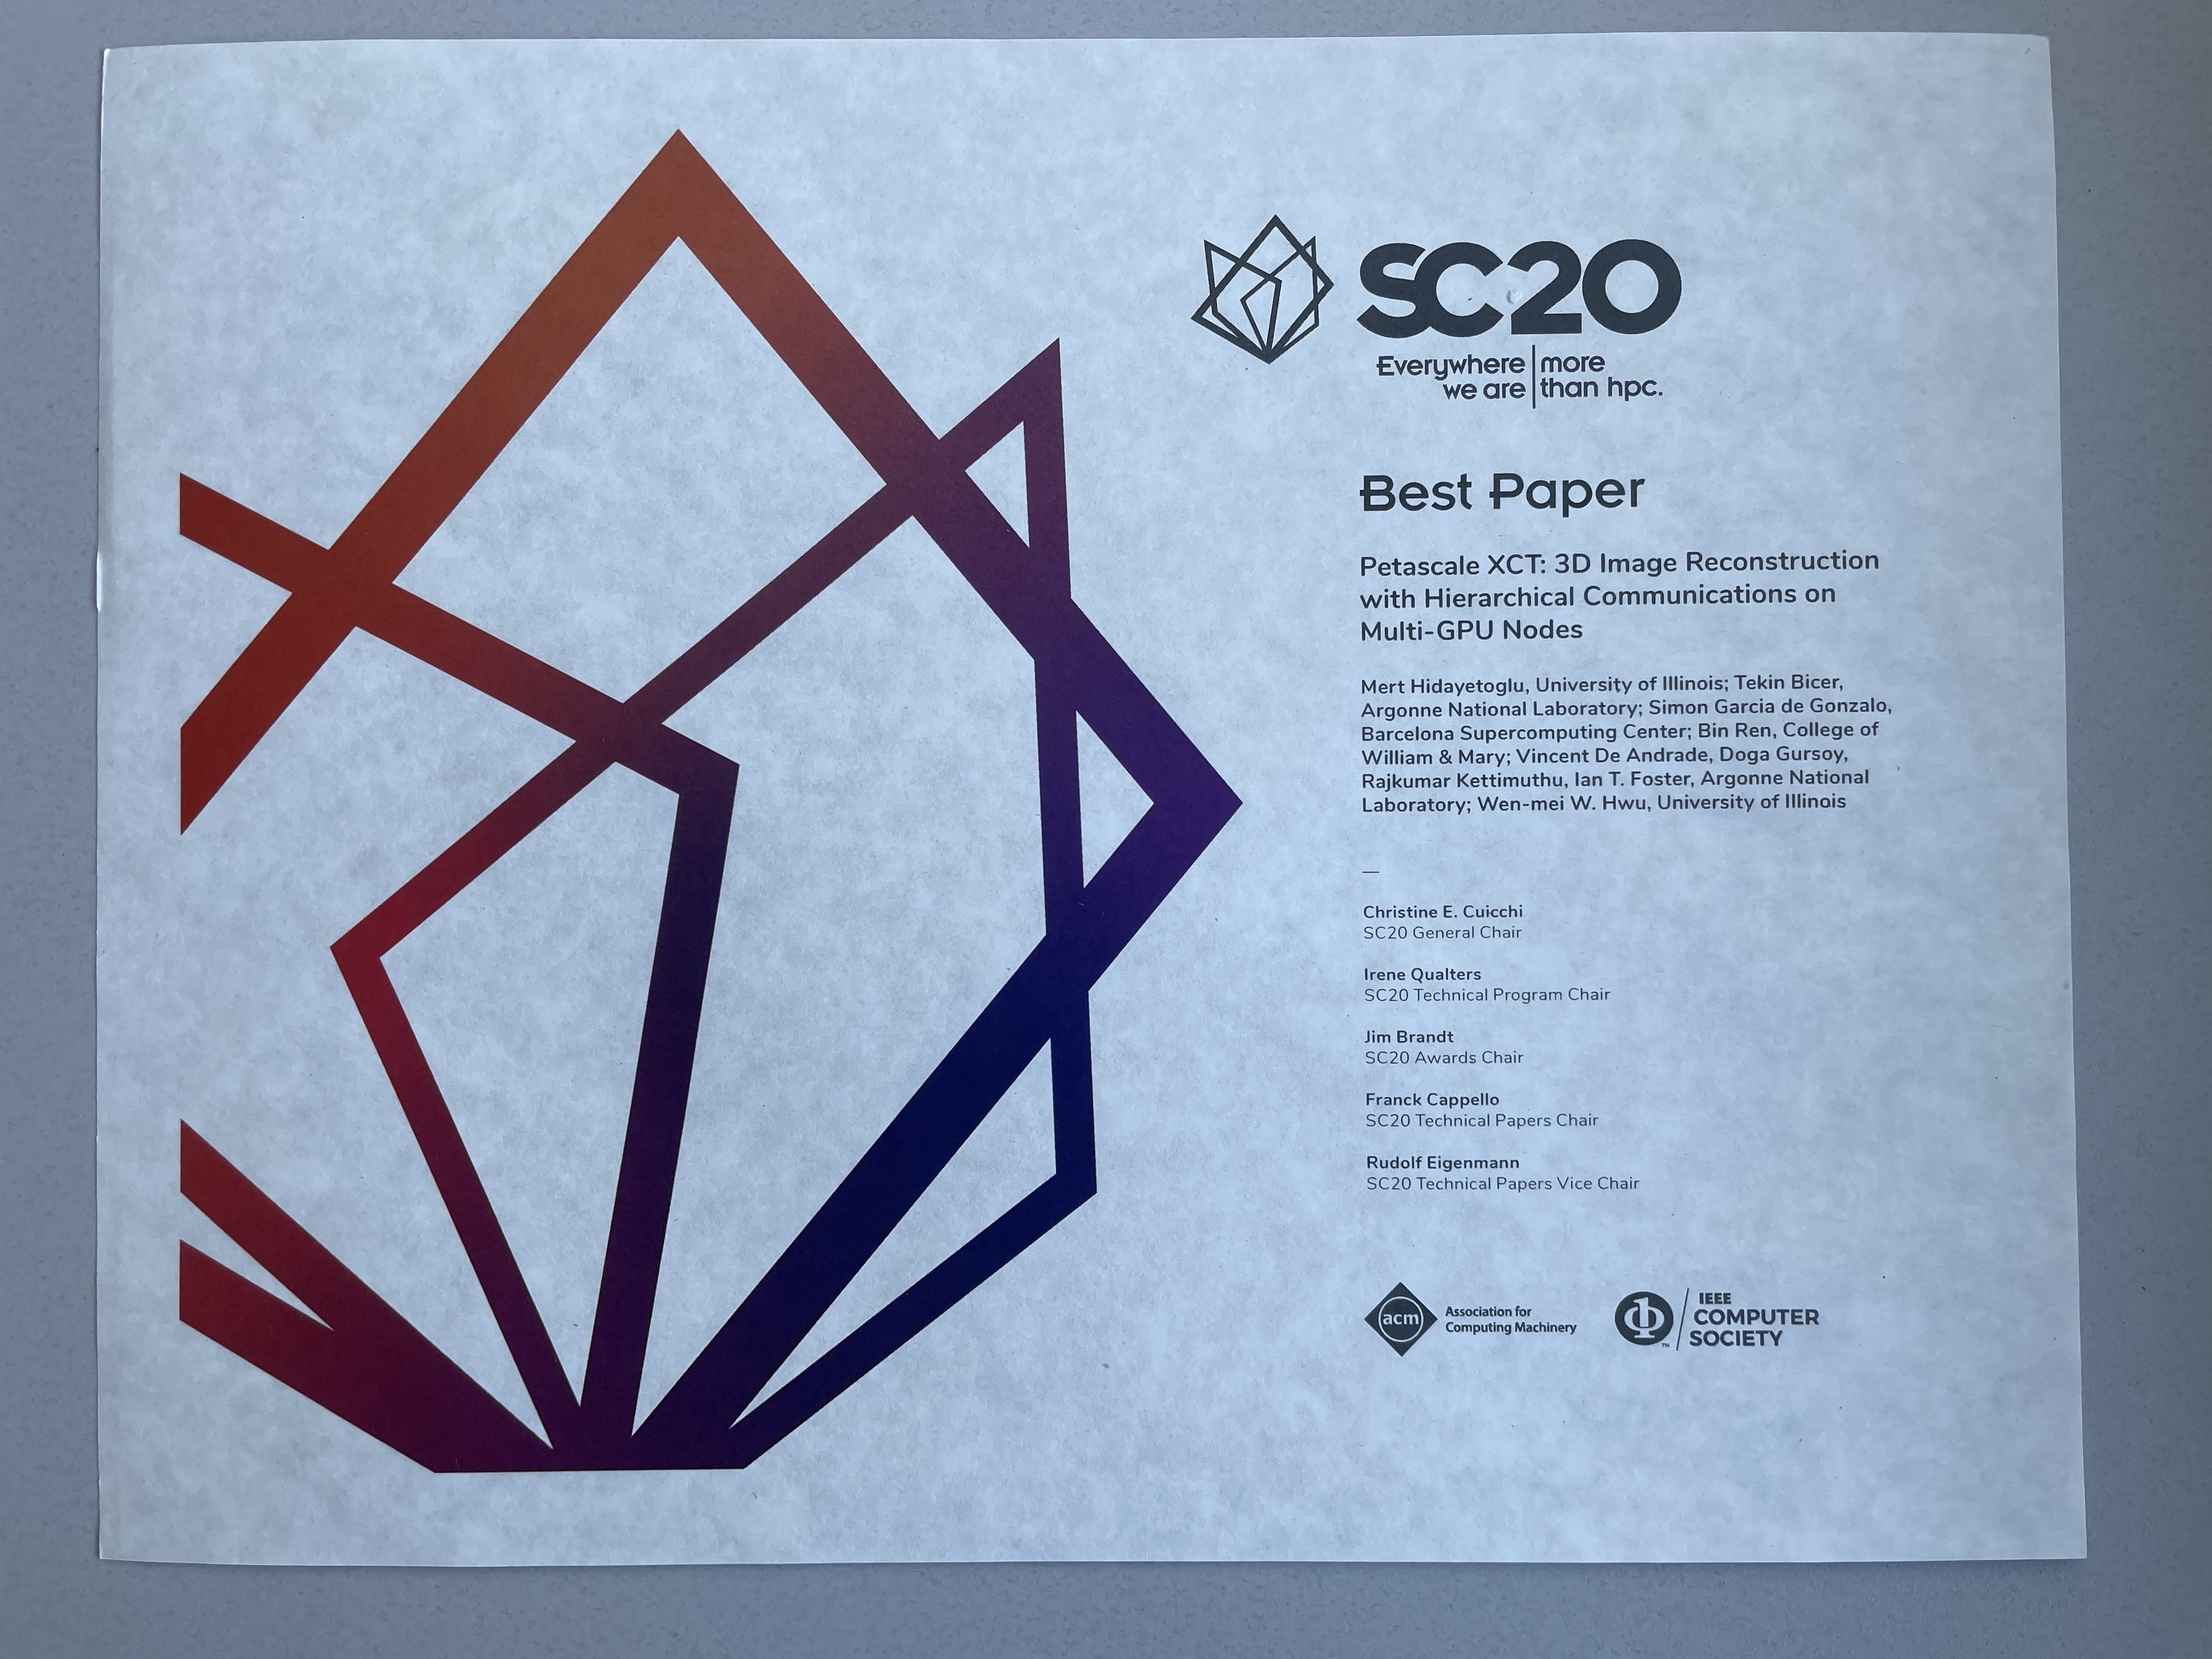 SC20
Everywhere more
we are than hpc.
Best Paper
Petascale XCT: 3D Image Reconstruction
with Hierarchical Communications on
Multi-GPU Nodes
Mert Hidayetoglu, University of Illinois; Tekin Bicer,
Argonne National Laboratory; Simon Garcia de Gonzalo,
Barcelona Supercomputing Center; Bin Ren, College of
William & Mary; Vincent De Andrade, Doga Gursoy,
Rajkumar Kettimuthu, Ian T. Foster, Argonne National
Laboratory; Wen-mei W. Hwu, University of Illinois
—
Christine E. Cuicchi
SC20 General Chair
Irene Qualters
SC20 Technical Program Chair
Jim Brandt
SC20 Awards Chair
Franck Cappello
SC20 Technical Papers Chair
Rudolf Eigenmann
SC20 Technical Papers Vice Chair
acm
Association for
Computing Machinery
TM
IEEE
COMPUTER
SOCIETY